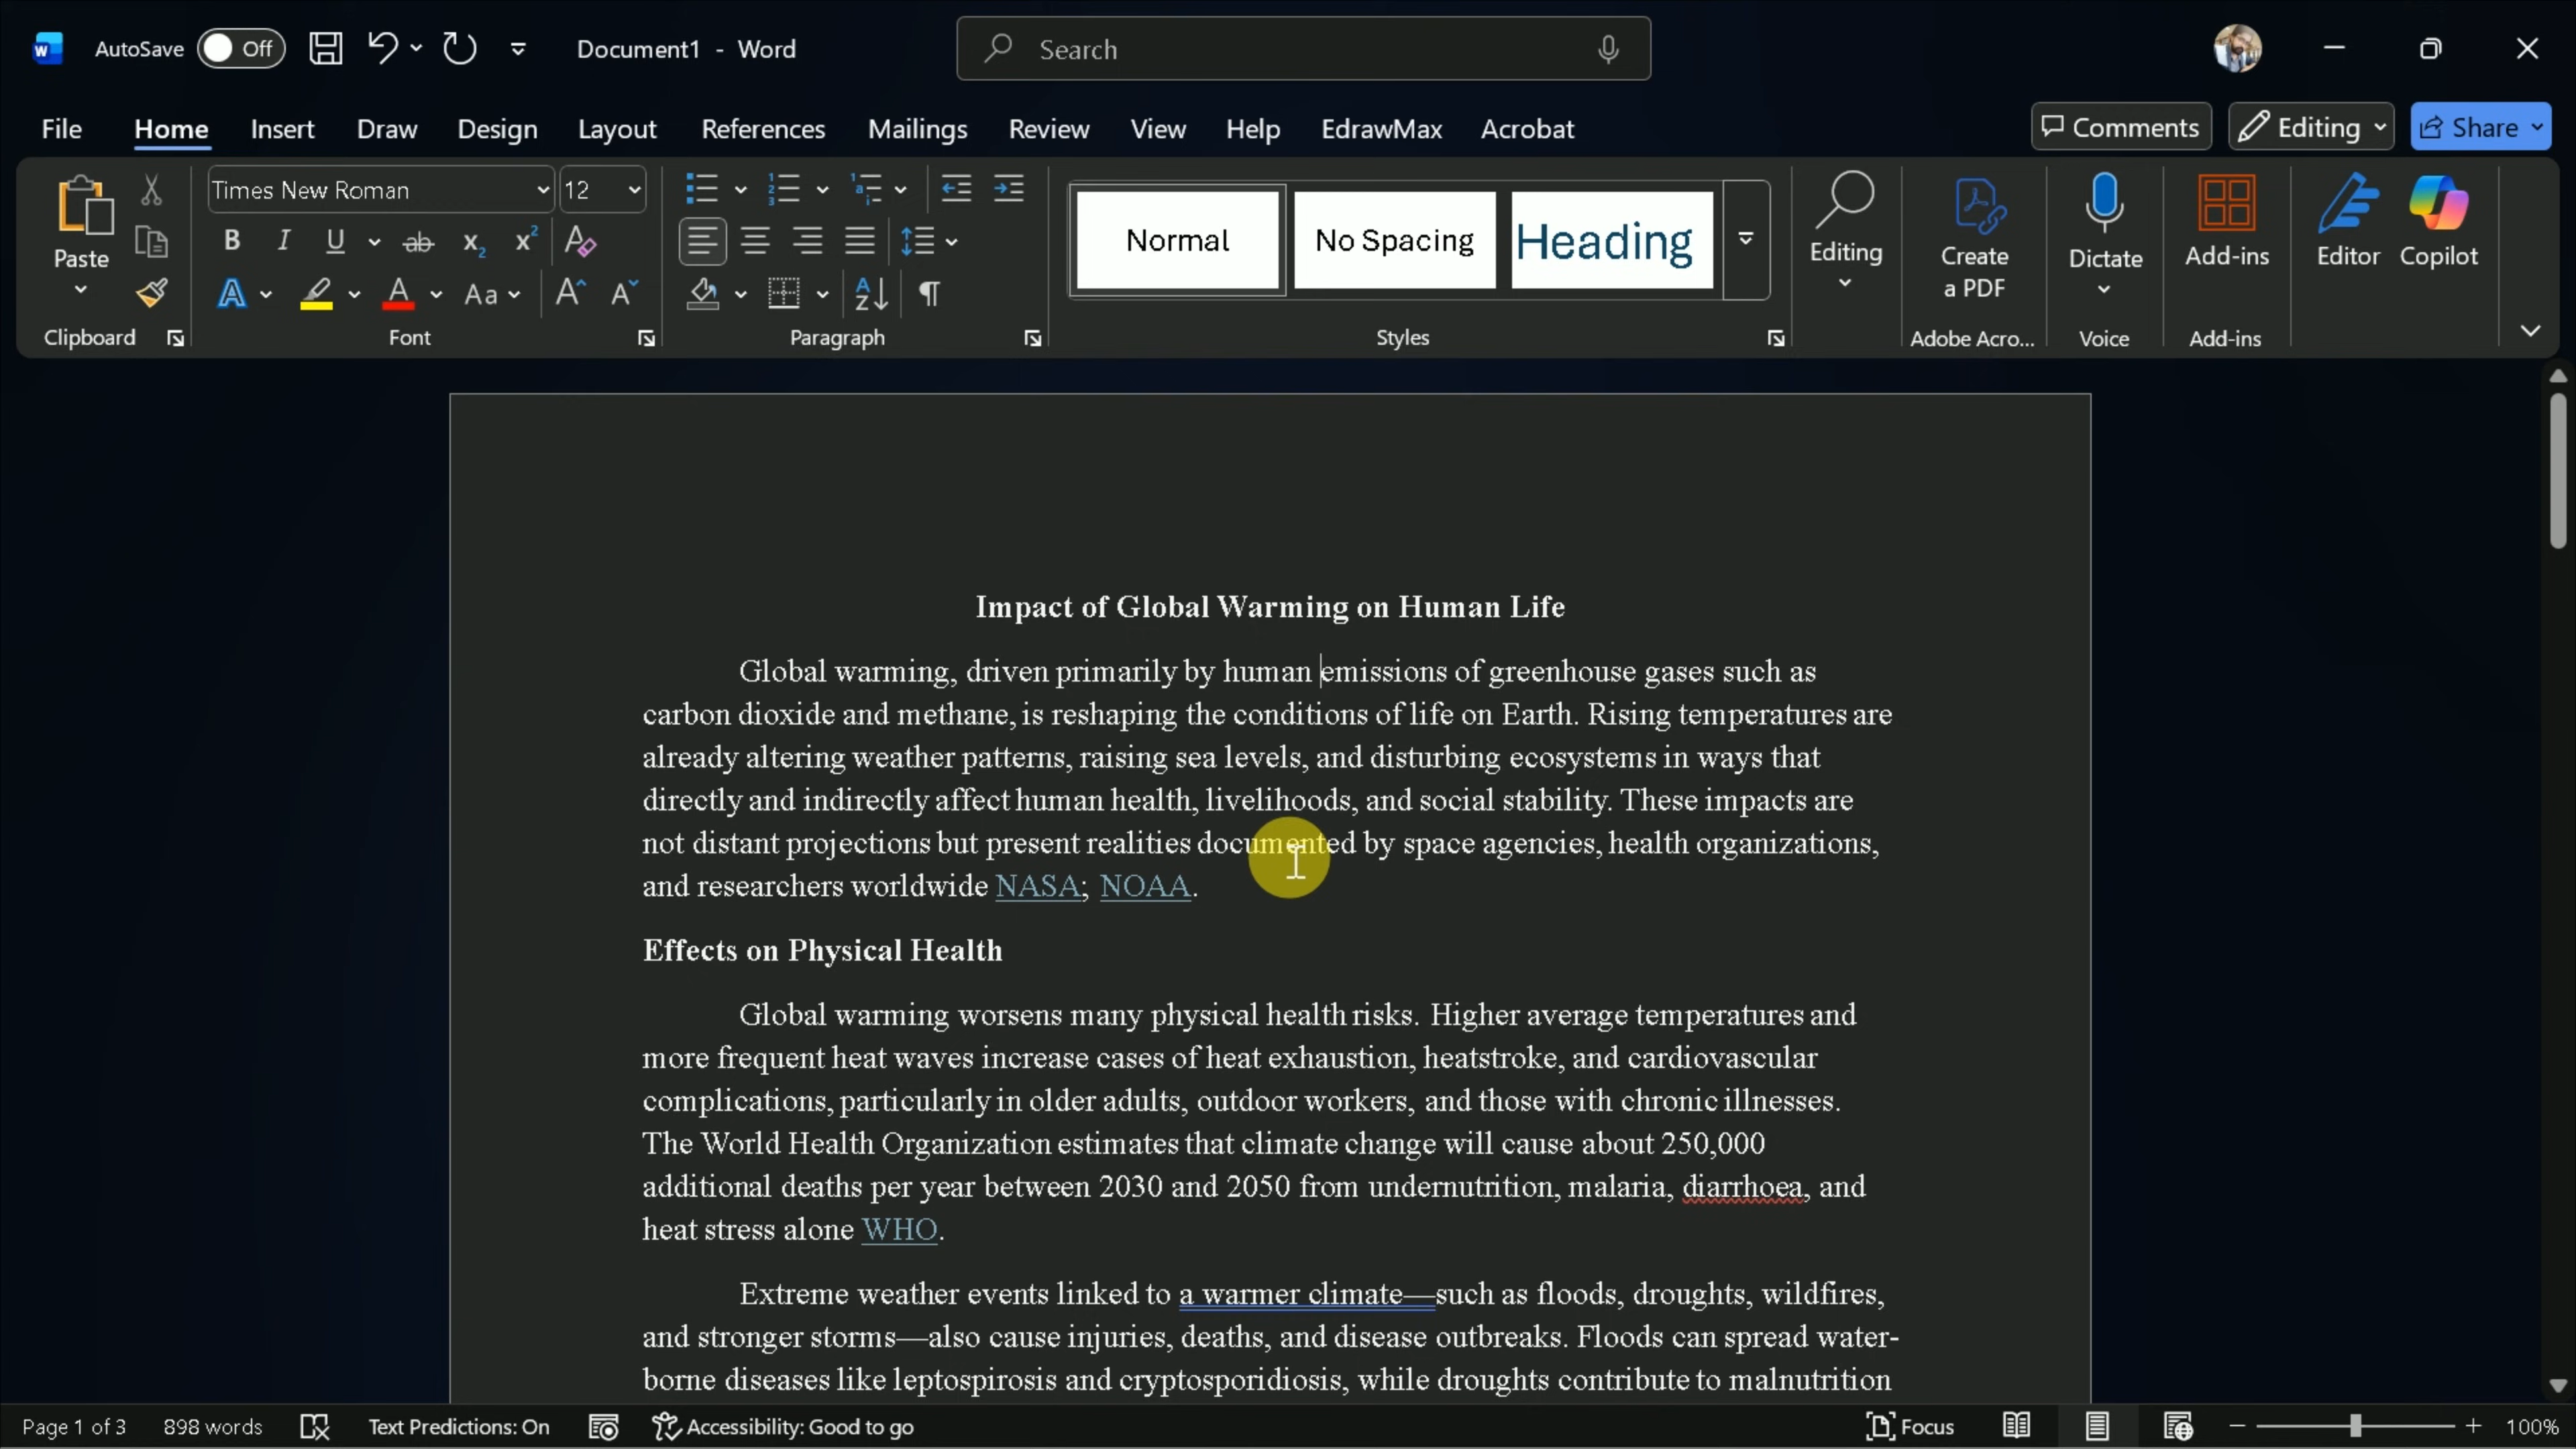 AutoSave Off Document1 - Word Search
File Home Insert Draw Design Layout References Mailings Review View Help EdrawMax Acrobat Comments Editing Share
Paste
Clipboard
Times New Roman 12
B I U ab x2 x2 A
A A Aa A A
Font
Paragraph
Normal No Spacing Heading
Styles
Editing
Create
a PDF
Adobe Acro...
Dictate
Voice
Add-ins
Add-ins
Editor
Copilot
Impact of Global Warming on Human Life
Global warming, driven primarily by human emissions of greenhouse gases such as
carbon dioxide and methane, is reshaping the conditions of life on Earth. Rising temperatures are
already altering weather patterns, raising sea levels, and disturbing ecosystems in ways that
directly and indirectly affect human health, livelihoods, and social stability. These impacts are
not distant projections but present realities documented by space agencies, health organizations,
and researchers worldwide NASA; NOAA.
Effects on Physical Health
Global warming worsens many physical health risks. Higher average temperatures and
more frequent heat waves increase cases of heat exhaustion, heatstroke, and cardiovascular
complications, particularly in older adults, outdoor workers, and those with chronic illnesses.
The World Health Organization estimates that climate change will cause about 250,000
additional deaths per year between 2030 and 2050 from undernutrition, malaria, diarrhoea, and
heat stress alone WHO.
Extreme weather events linked to a warmer climate—such as floods, droughts, wildfires,
and stronger storms—also cause injuries, deaths, and disease outbreaks. Floods can spread water-
borne diseases like leptospirosis and cryptosporidiosis, while droughts contribute to malnutrition
Page 1 of 3 898 words Text Predictions: On Accessibility: Good to go Focus 100%